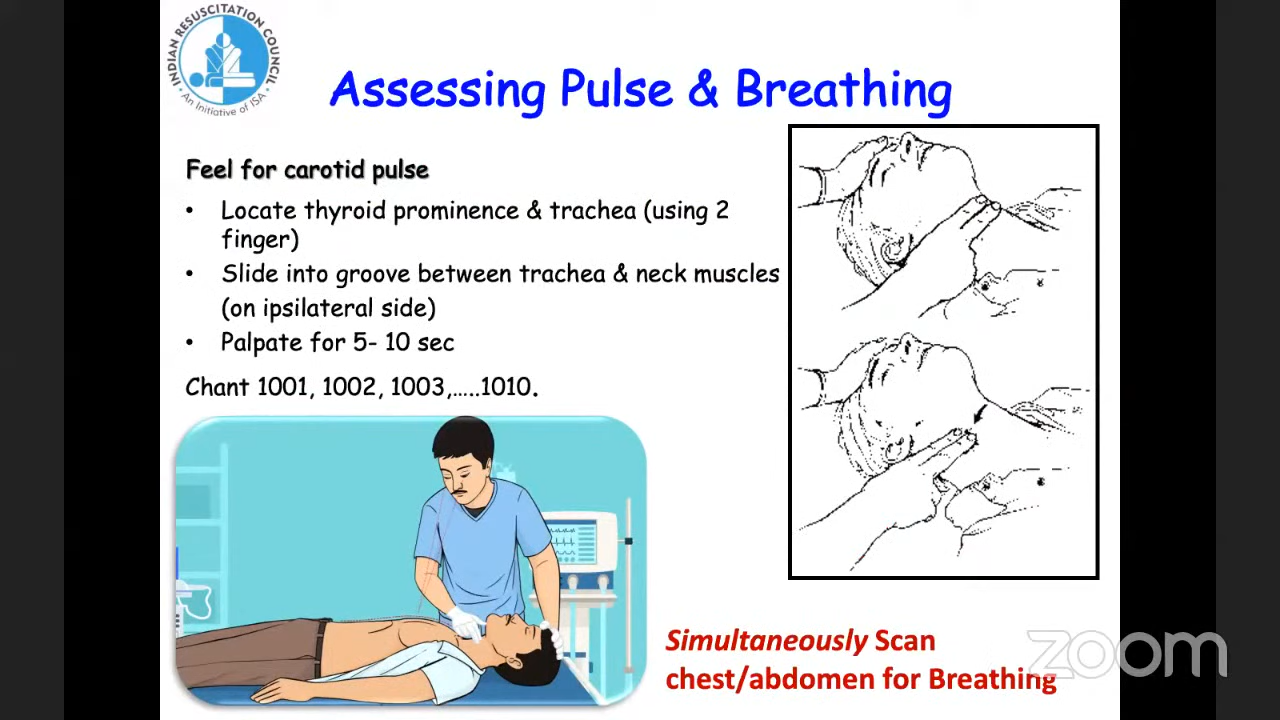 INDIAN RESUSCITATION COUNCIL
• An Initiative of ISA •
Assessing Pulse & Breathing
Feel for carotid pulse
• Locate thyroid prominence & trachea (using 2
finger)
• Slide into groove between trachea & neck muscles
(on ipsilateral side)
• Palpate for 5- 10 sec
Chant 1001, 1002, 1003,…..1010.
Simultaneously Scan
chest/abdomen for Breathing
zoom